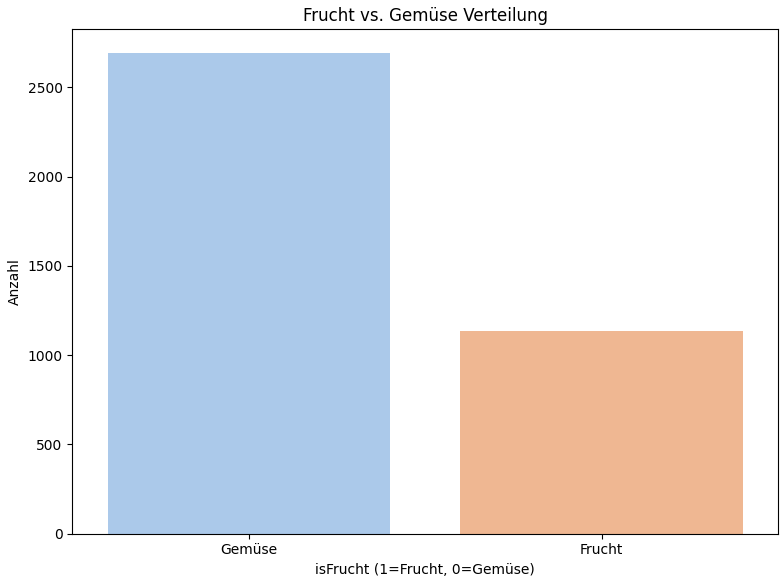 Frucht vs. Gemüse Verteilung
Anzahl
2500
2000
1500
1000
500
0
Gemüse
Frucht
isFrucht (1=Frucht, 0=Gemüse)